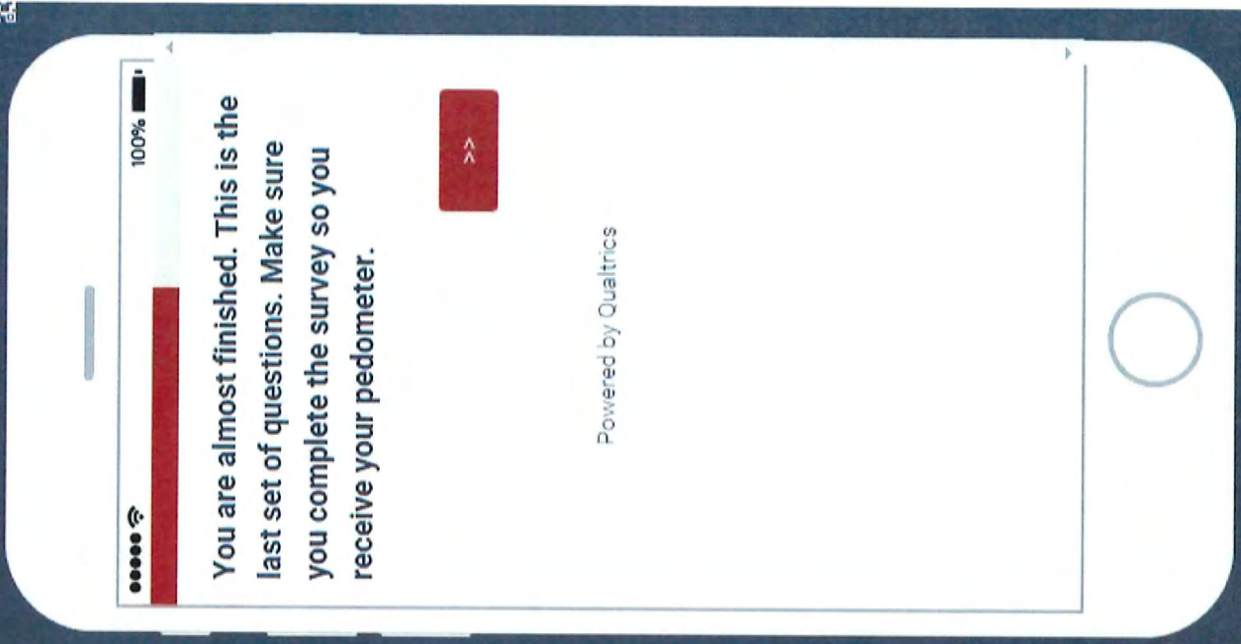 100%
You are almost finished. This is the
last set of questions. Make sure
you complete the survey so you
receive your pedometer.
>>
Powered by Qualtrics